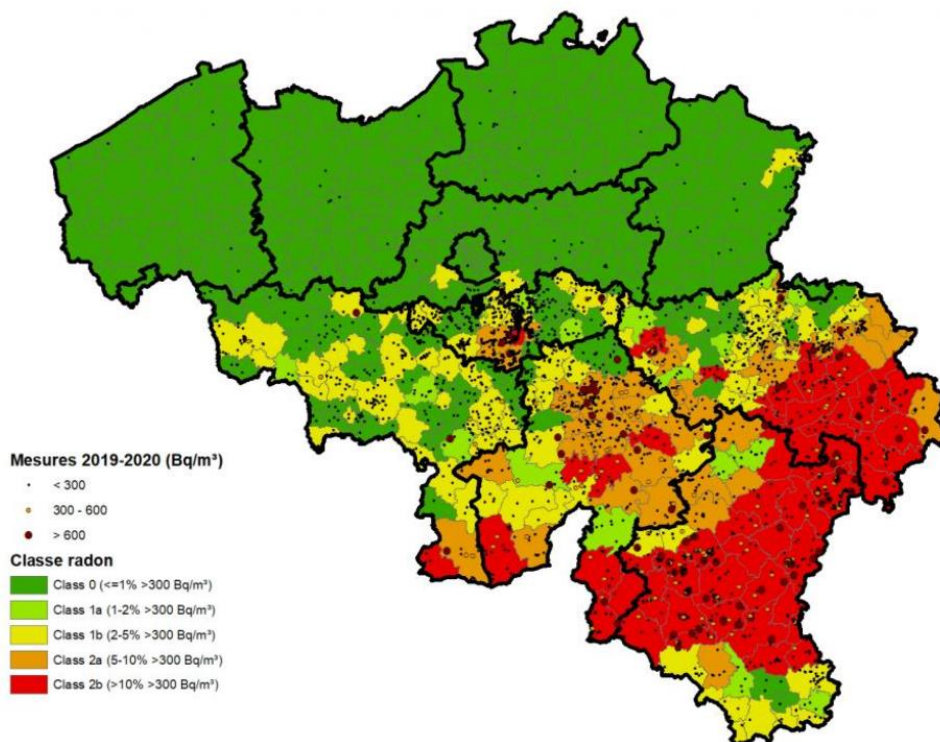 Mesures 2019-2020 (Bq/m³)
< 300
300 - 600
> 600
Classe radon
Class 0 (<=1% >300 Bq/m³)
Class 1a (1-2% >300 Bq/m³)
Class 1b (2-5% >300 Bq/m³)
Class 2a (5-10% >300 Bq/m³)
Class 2b (>10% >300 Bq/m³)